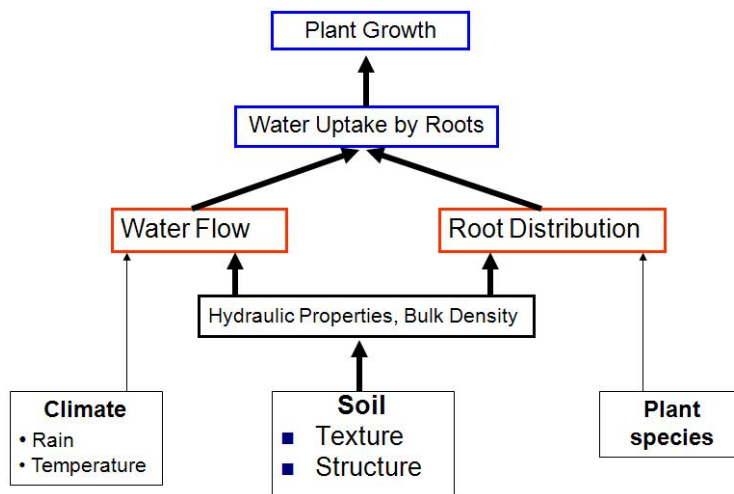 Plant Growth
Water Uptake by Roots
Water Flow
Root Distribution
Hydraulic Properties, Bulk Density
Climate
• Rain
• Temperature
Soil
■ Texture
■ Structure
Plant
species